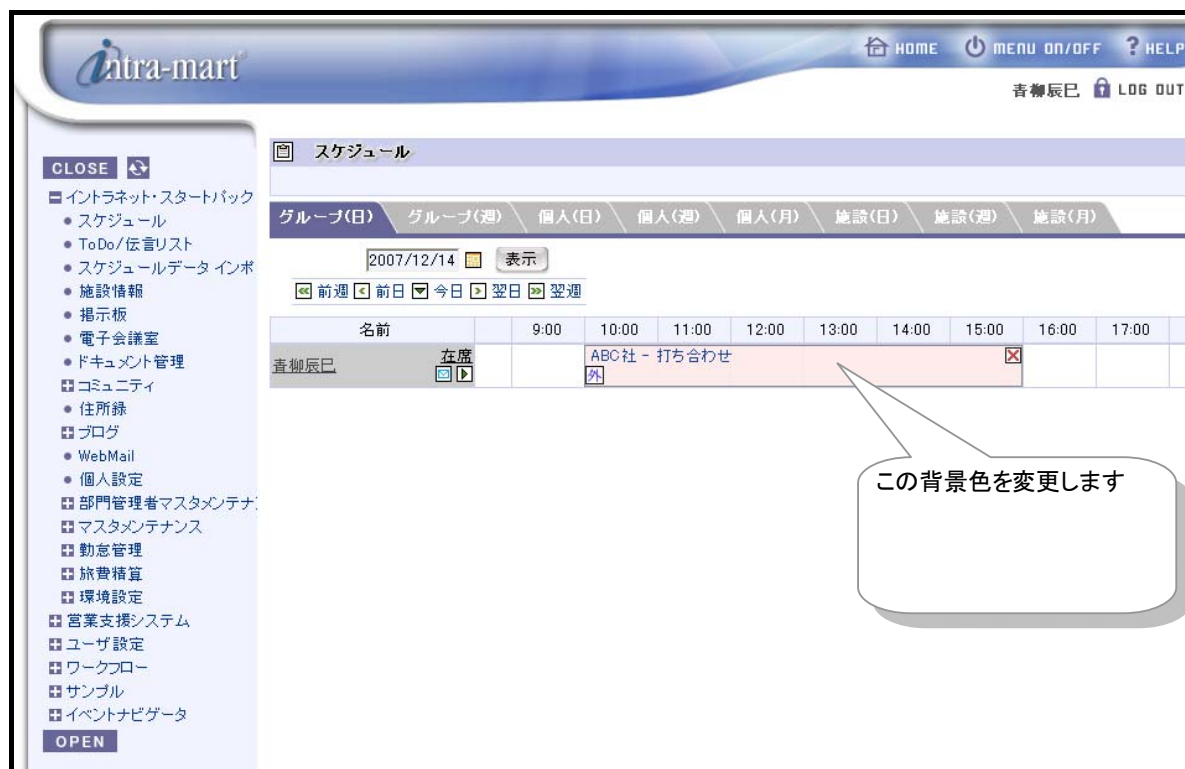 intra-mart
HOME MENU ON/OFF ? HELP
青柳辰巳 LOG OUT
CLOSE
イントラネット・スタートパック
スケジュール
ToDo/伝言リスト
スケジュールデータ インポ
施設情報
掲示板
電子会議室
ドキュメント管理
コミュニティ
住所録
ブログ
WebMail
個人設定
部門管理者マスタメンテナン
マスタメンテナンス
勤怠管理
旅費精算
環境設定
営業支援システム
ユーザ設定
ワークフロー
サンプル
イベントナビゲータ
OPEN
スケジュール
グループ(日) グループ(週) 個人(日) 個人(週) 個人(月) 施設(日) 施設(週) 施設(月)
2007/12/14 表示
前週 前日 今日 翌日 翌週
名前 9:00 10:00 11:00 12:00 13:00 14:00 15:00 16:00 17:00
青柳辰巳 在席 ABC社 - 打ち合わせ
外
この背景色を変更します